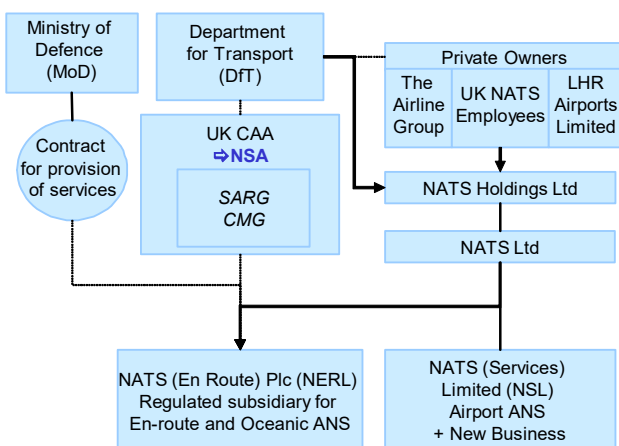 Ministry of
Defence
(MoD)
Department
for Transport
(DfT)
Private Owners
The
Airline
Group
UK NATS
Employees
LHR
Airports
Limited
Contract
for provision
of services
UK CAA
⇨NSA
SARG
CMG
NATS Holdings Ltd
NATS Ltd
NATS (En Route) Plc (NERL)
Regulated subsidiary for
En-route and Oceanic ANS
NATS (Services)
Limited (NSL)
Airport ANS
+ New Business